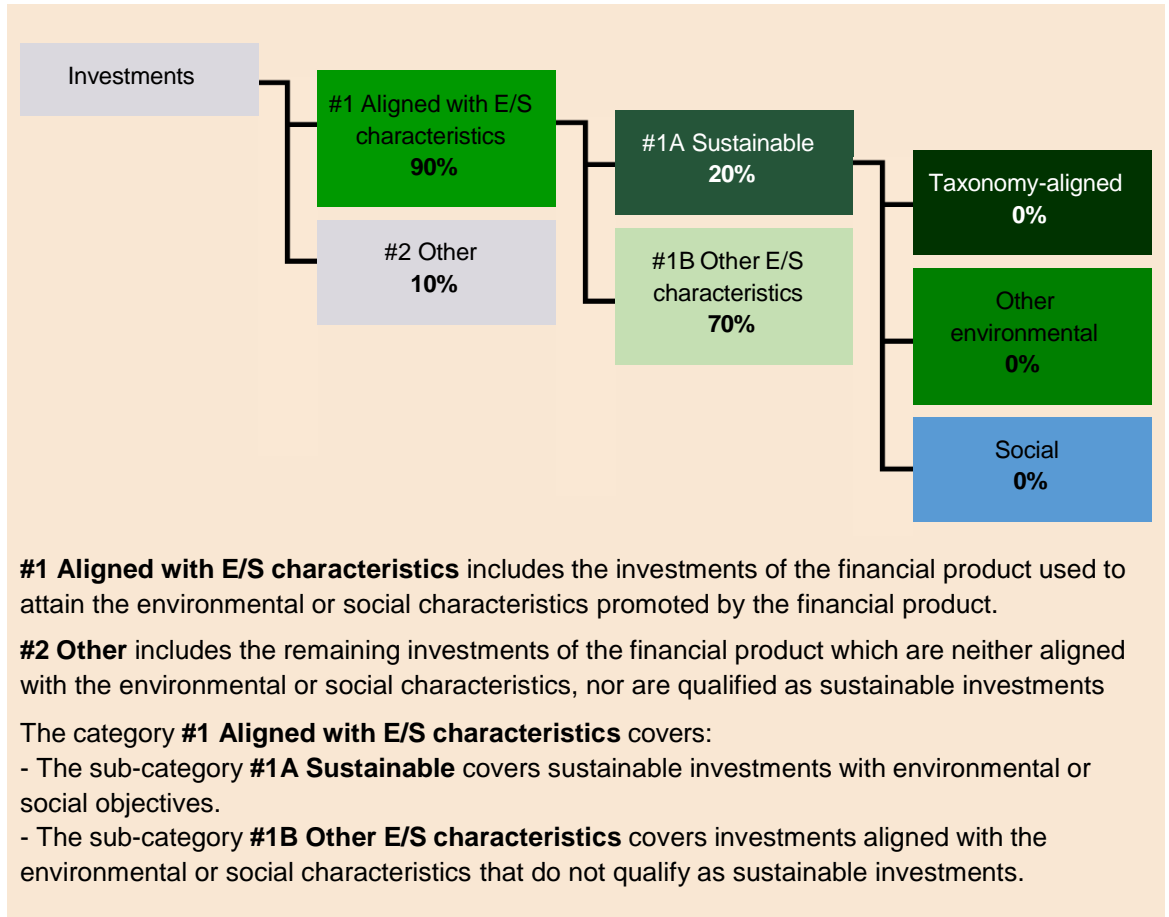 Investments
#1 Aligned with E/S
characteristics
90%
#2 Other
10%
#1A Sustainable
20%
#1B Other E/S
characteristics
70%
Taxonomy-aligned
0%
Other
environmental
0%
Social
0%
#1 Aligned with E/S characteristics includes the investments of the financial product used to
attain the environmental or social characteristics promoted by the financial product.
#2 Other includes the remaining investments of the financial product which are neither aligned
with the environmental or social characteristics, nor are qualified as sustainable investments
The category #1 Aligned with E/S characteristics covers:
- The sub-category #1A Sustainable covers sustainable investments with environmental or
social objectives.
- The sub-category #1B Other E/S characteristics covers investments aligned with the
environmental or social characteristics that do not qualify as sustainable investments.